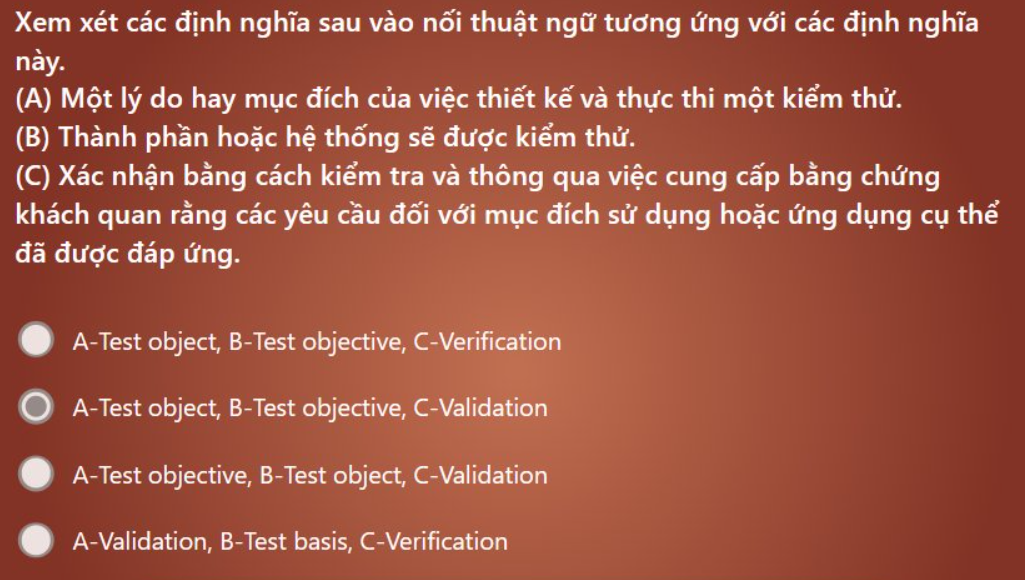 Xem xét các định nghĩa sau vào nối thuật ngữ tương ứng với các định nghĩa
này.
(A) Một lý do hay mục đích của việc thiết kế và thực thi một kiểm thử.
(B) Thành phần hoặc hệ thống sẽ được kiểm thử.
(C) Xác nhận bằng cách kiểm tra và thông qua việc cung cấp bằng chứng
khách quan rằng các yêu cầu đối với mục đích sử dụng hoặc ứng dụng cụ thể
đã được đáp ứng.
A-Test object, B-Test objective, C-Verification
A-Test object, B-Test objective, C-Validation
A-Test objective, B-Test object, C-Validation
A-Validation, B-Test basis, C-Verification